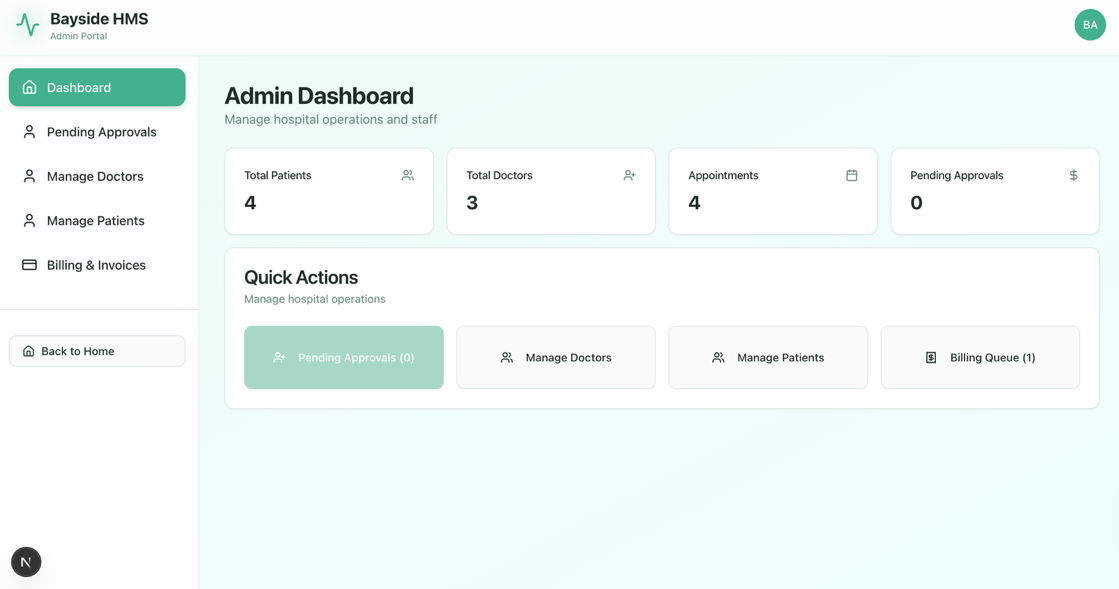 Bayside HMS
Admin Portal
BA
Dashboard
Pending Approvals
Manage Doctors
Manage Patients
Billing & Invoices
Back to Home
N
Admin Dashboard
Manage hospital operations and staff
Total Patients
4
Total Doctors
3
Appointments
4
Pending Approvals
$
0
Quick Actions
Manage hospital operations
Pending Approvals (0)
Manage Doctors
Manage Patients
Billing Queue (1)